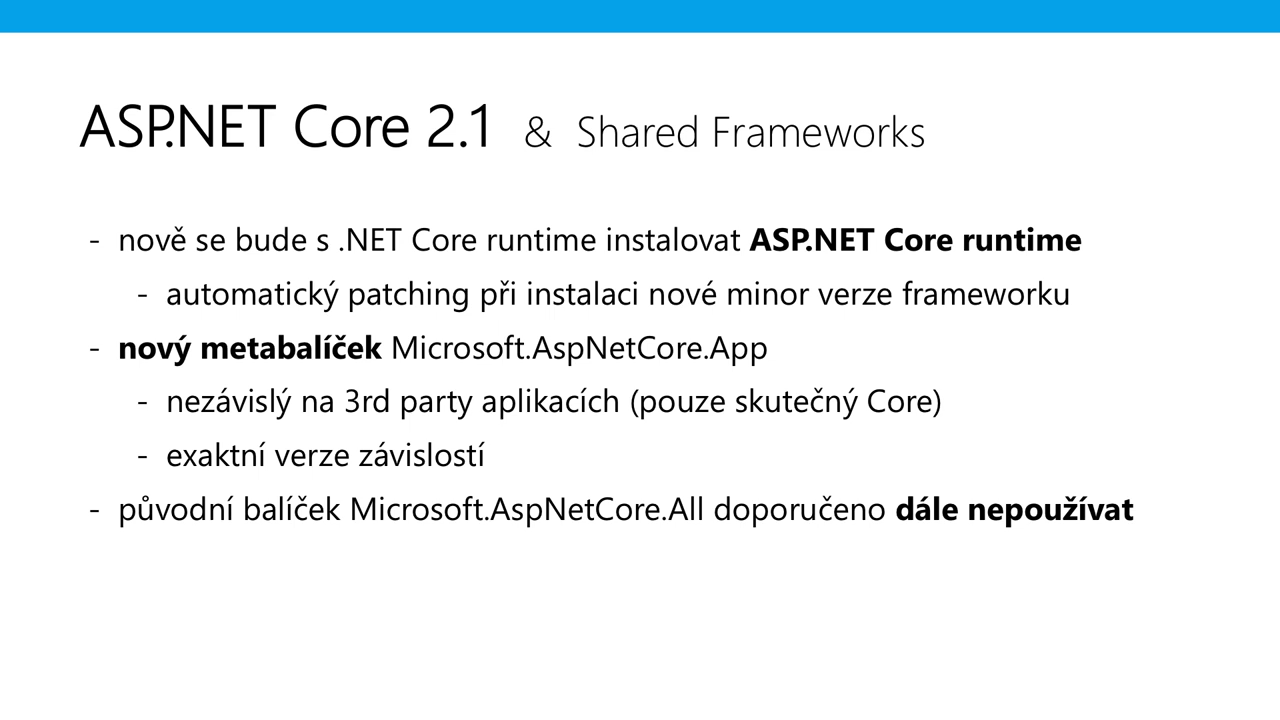 ASP.NET Core 2.1 & Shared Frameworks
- nově se bude s .NET Core runtime instalovat ASP.NET Core runtime
- automatický patching při instalaci nové minor verze frameworku
- nový metabalíček Microsoft.AspNetCore.App
- nezávislý na 3rd party aplikacích (pouze skutečný Core)
- exaktní verze závislostí
- původní balíček Microsoft.AspNetCore.All doporučeno dále nepoužívat